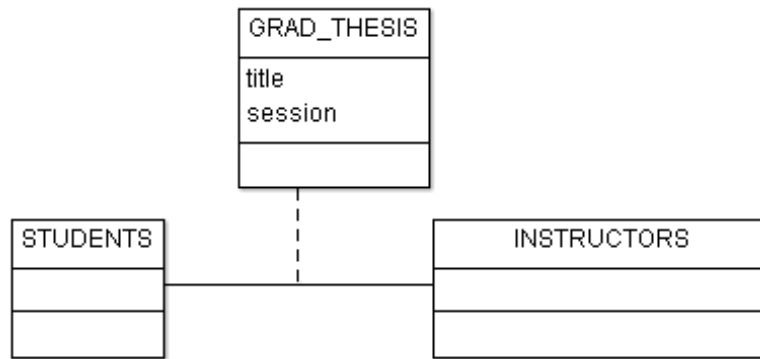 GRAD_THESIS
title
session
STUDENTS
INSTRUCTORS